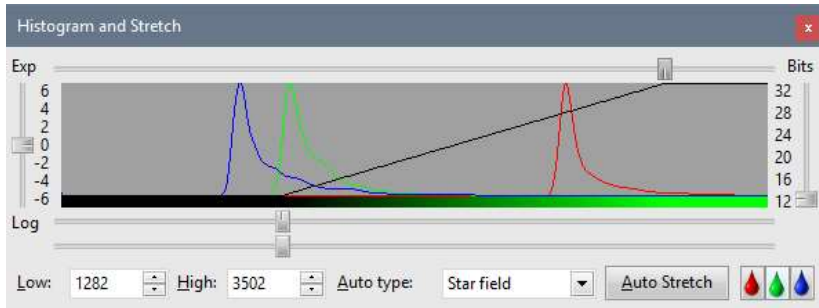 Histogram and Stretch
x
Exp
Bits
6
4
2
0
-2
-4
-6
32
28
24
20
16
12
Log
Low: 1282 High: 3502 Auto type: Star field Auto Stretch